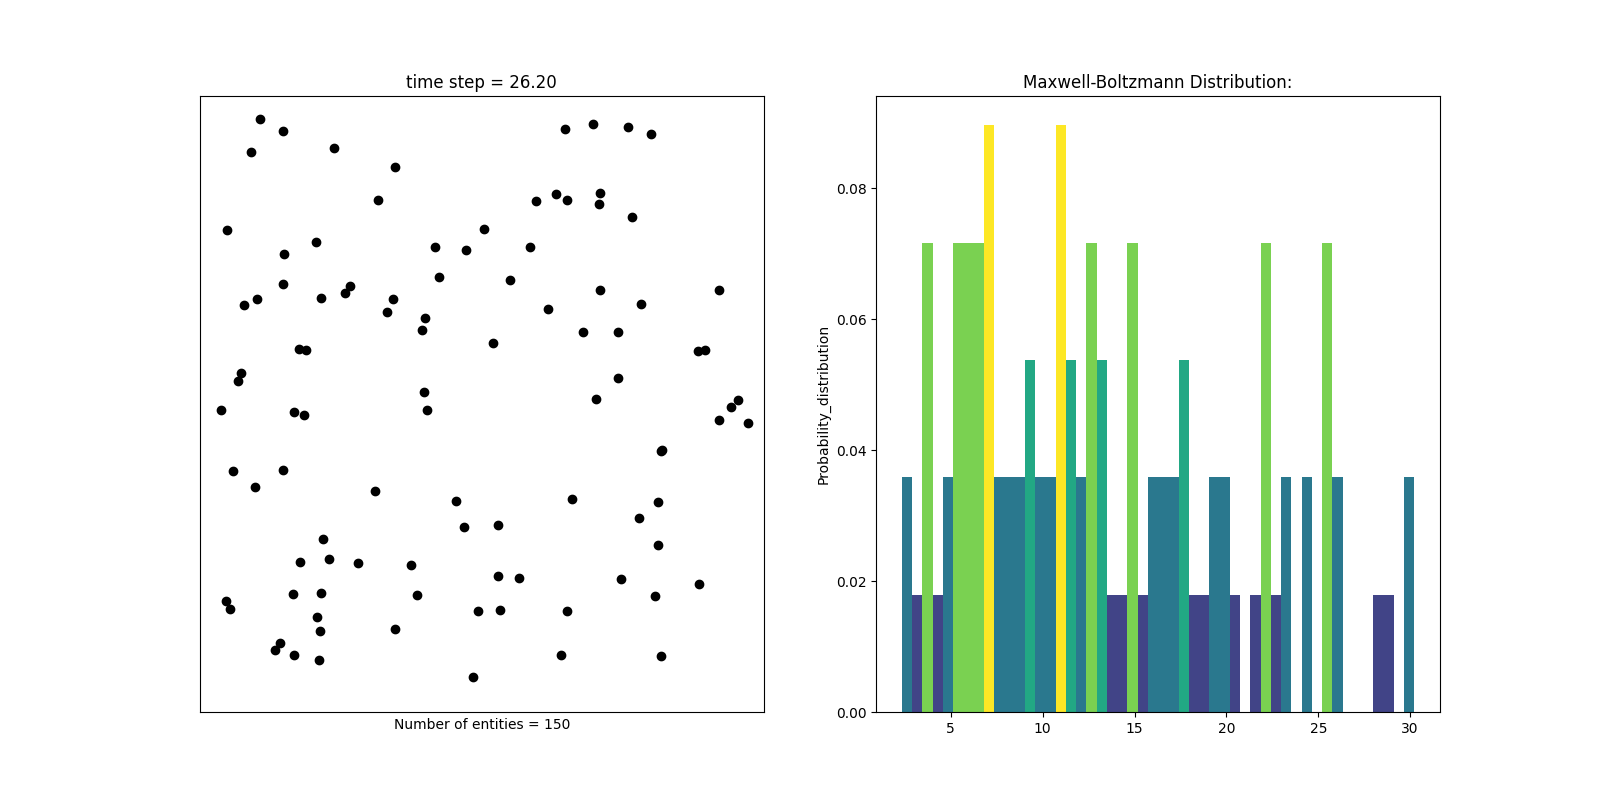 time step = 26.20
Number of entities = 150
Maxwell-Boltzmann Distribution:
Probability_distribution
0.08
0.06
0.04
0.02
0.00
5 10 15 20 25 30